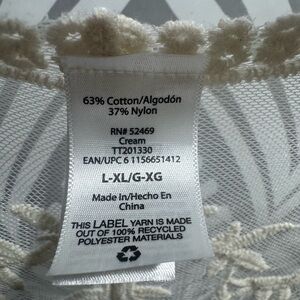 63% Cotton/Algodón
37% Nylon
RN# 52469
Cream
TT201330
EAN/UPC 6 1156651412
L-XL/G-XG
Made in/Hecho En
China
THIS LABEL YARN IS MADE
OUT OF 100% RECYCLED
POLYESTER MATERIALS